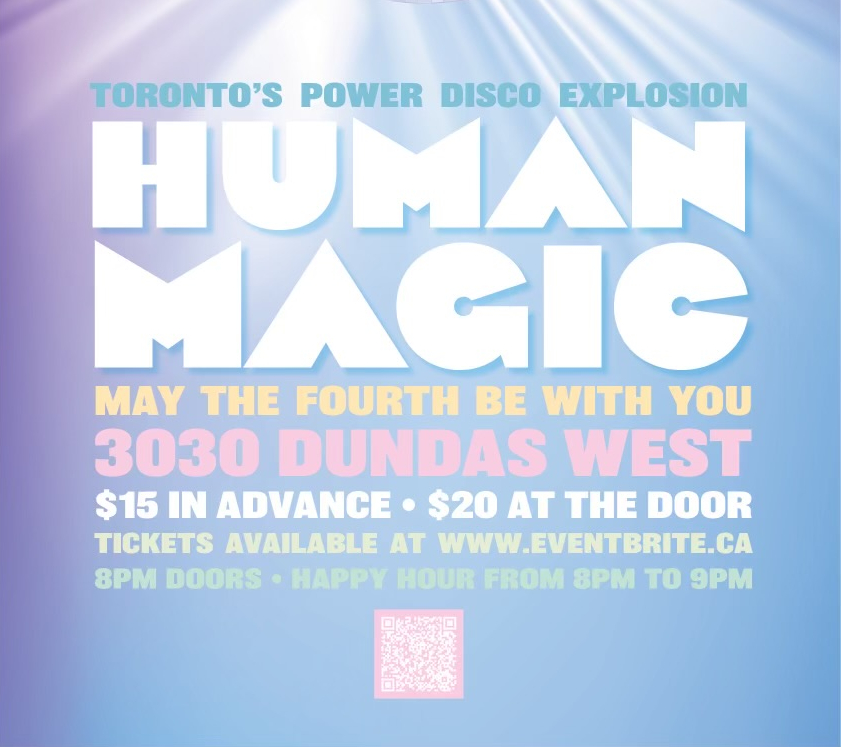 TORONTO'S POWER DISCO EXPLOSION
HUMAN
MAGIC
MAY THE FOURTH BE WITH YOU
3030 DUNDAS WEST
$15 IN ADVANCE • $20 AT THE DOOR
TICKETS AVAILABLE AT WWW.EVENTBRITE.CA
8PM DOORS • HAPPY HOUR FROM 8PM TO 9PM